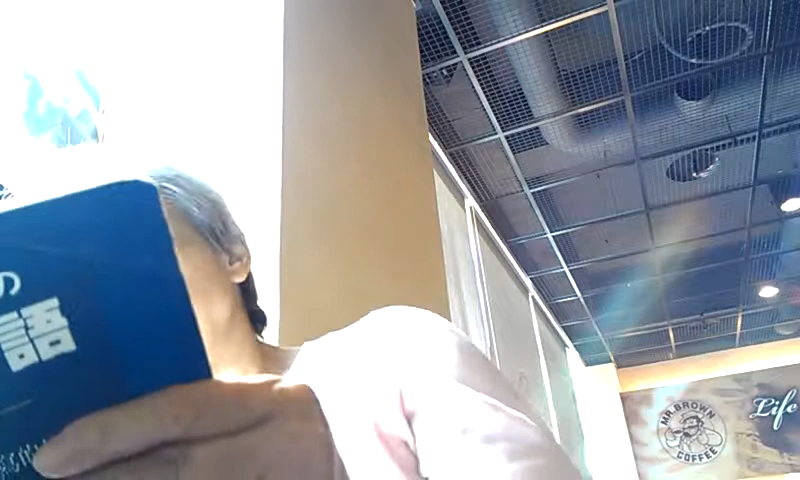 の
語
MR. BROWN
COFFEE
Life